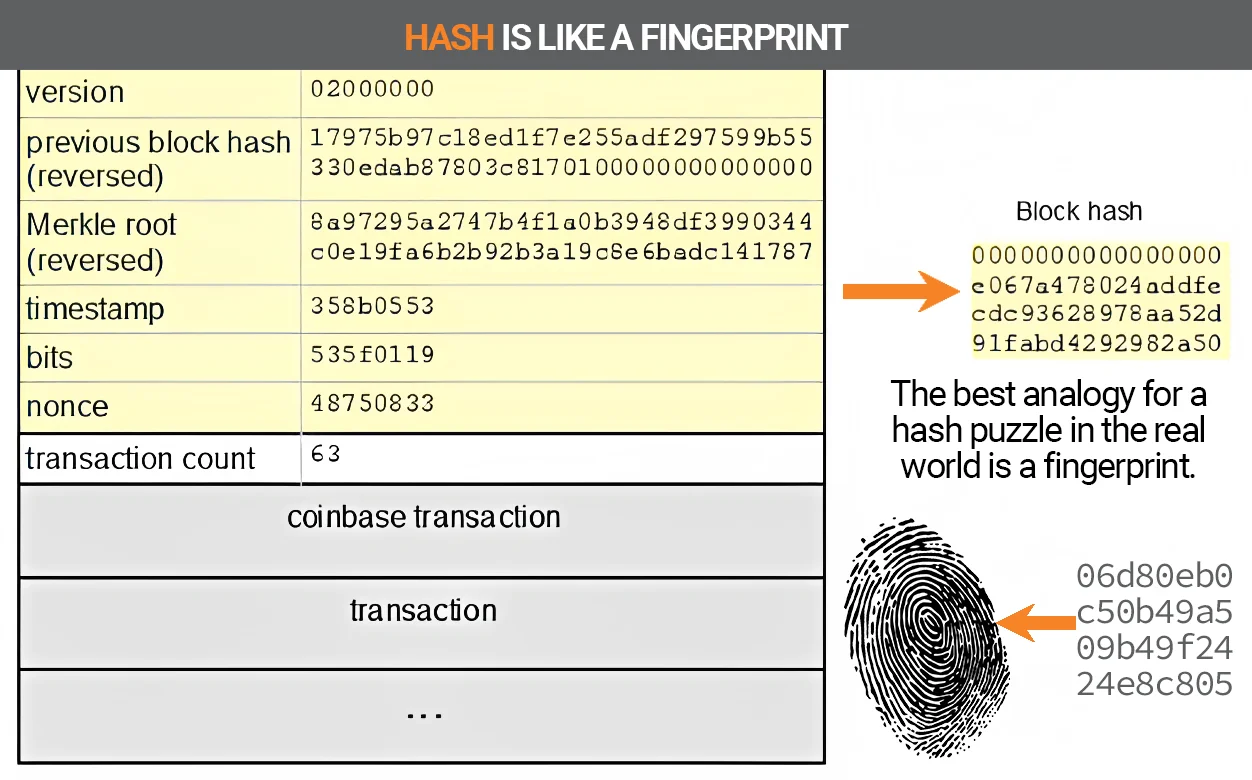 HASH IS LIKE A FINGERPRINT
version
02000000
previous block hash
(reversed)
17975b97c18ed1f7e255adf297599b55
330edab87803c8170100000000000000
Merkle root
(reversed)
8a97295a2747b4f1a0b3948df3990344
c0e19fa6b2b92b3a19c8e6badc141787
timestamp
358b0553
bits
535f0119
nonce
48750833
transaction count
63
coinbase transaction
transaction
...
Block hash
0000000000000000
e067a478024addfe
cdc93628978aa52d
91fabd4292982a50
The best analogy for a
hash puzzle in the real
world is a fingerprint.
06d80eb0
c50b49a5
09b49f24
24e8c805